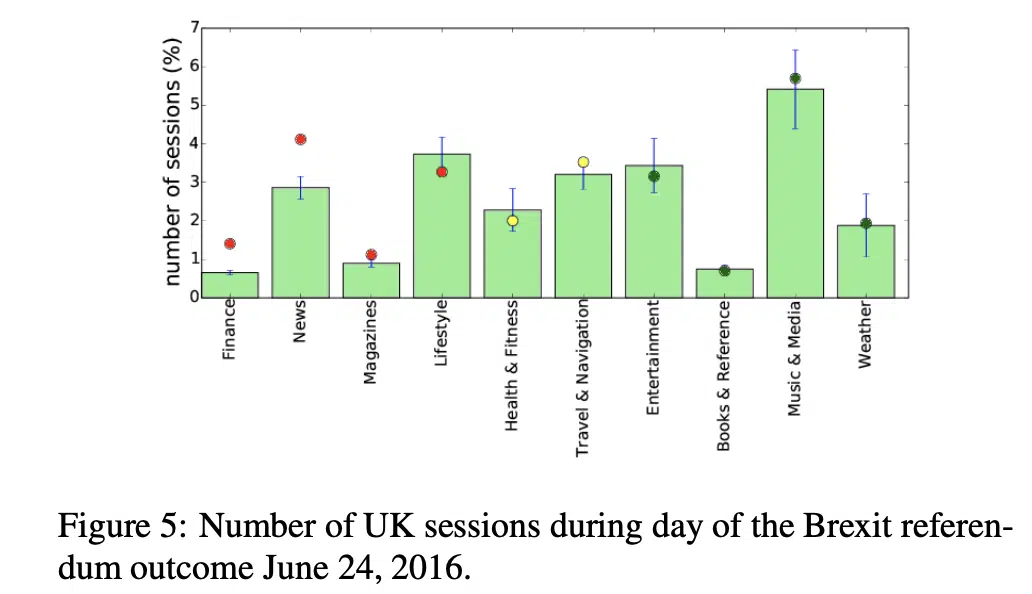 number of sessions (%)
7
6
5
4
3
2
1
0
Finance
News
Magazines
Lifestyle
Health & Fitness
Travel & Navigation
Entertainment
Books & Reference
Music & Media
Weather
Figure 5: Number of UK sessions during day of the Brexit referen-
dum outcome June 24, 2016.